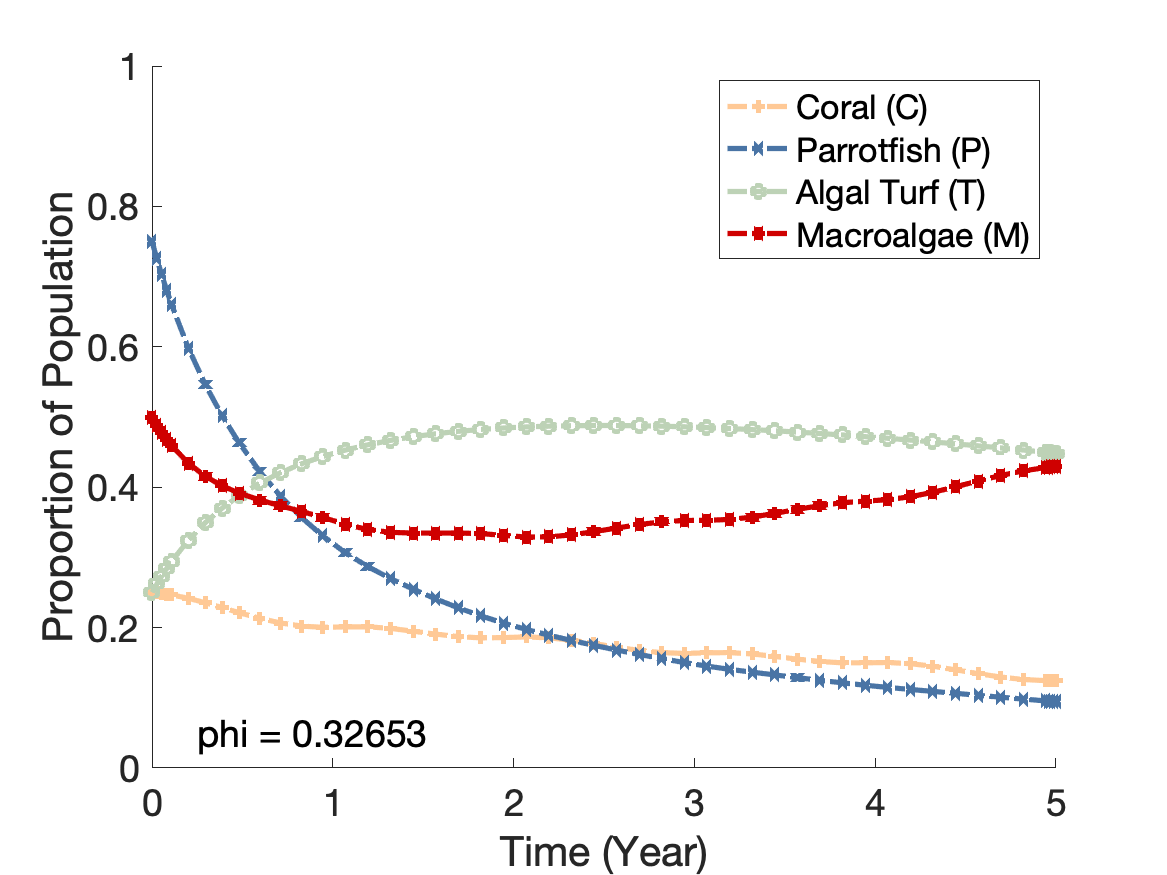 1
0.8
0.6
0.4
0.2
0
Proportion of Population
Coral (C)
Parrotfish (P)
Algal Turf (T)
Macroalgae (M)
phi = 0.32653
0 1 2 3 4 5
Time (Year)